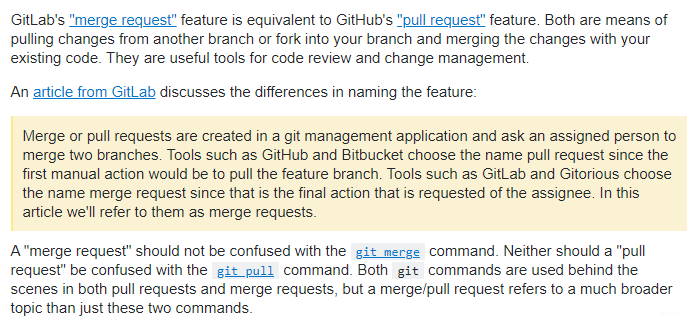 GitLab's "merge request" feature is equivalent to GitHub's "pull request" feature. Both are means of
pulling changes from another branch or fork into your branch and merging the changes with your
existing code. They are useful tools for code review and change management.
An article from GitLab discusses the differences in naming the feature:
Merge or pull requests are created in a git management application and ask an assigned person to
merge two branches. Tools such as GitHub and Bitbucket choose the name pull request since the
first manual action would be to pull the feature branch. Tools such as GitLab and Gitorious choose
the name merge request since that is the final action that is requested of the assignee. In this
article we'll refer to them as merge requests.
A "merge request" should not be confused with the git merge command. Neither should a "pull
request" be confused with the git pull command. Both git commands are used behind the
scenes in both pull requests and merge requests, but a merge/pull request refers to a much broader
topic than just these two commands.